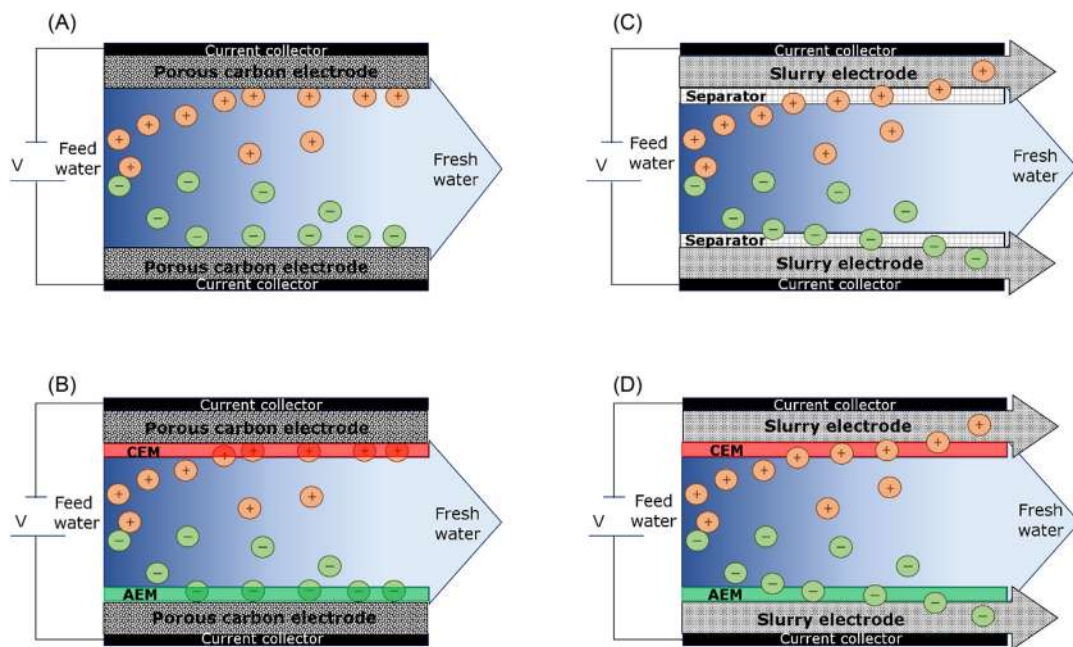 (A)
Current collector
Porous carbon electrode
+ + + + + +
+
+ +
+
V
Feed
water
Fresh
water
− −
−
− −
− − − − −
Porous carbon electrode
Current collector
(C)
Current collector
Slurry electrode
+
Separator
+ + + + + +
+
+
+
V
Feed
water
Fresh
water
− −
−
− −
− − − − −
Separator
Slurry electrode
Current collector
(B)
Current collector
Porous carbon electrode
CEM
+ + + + + +
+
+ +
+
V
Feed
water
Fresh
water
− −
−
− −
AEM
− − − − −
Porous carbon electrode
Current collector
(D)
Current collector
Slurry electrode
+
CEM
+ + + + + +
+
+
+
V
Feed
water
Fresh
water
− −
−
− −
AEM
− − − − −
Slurry electrode
Current collector